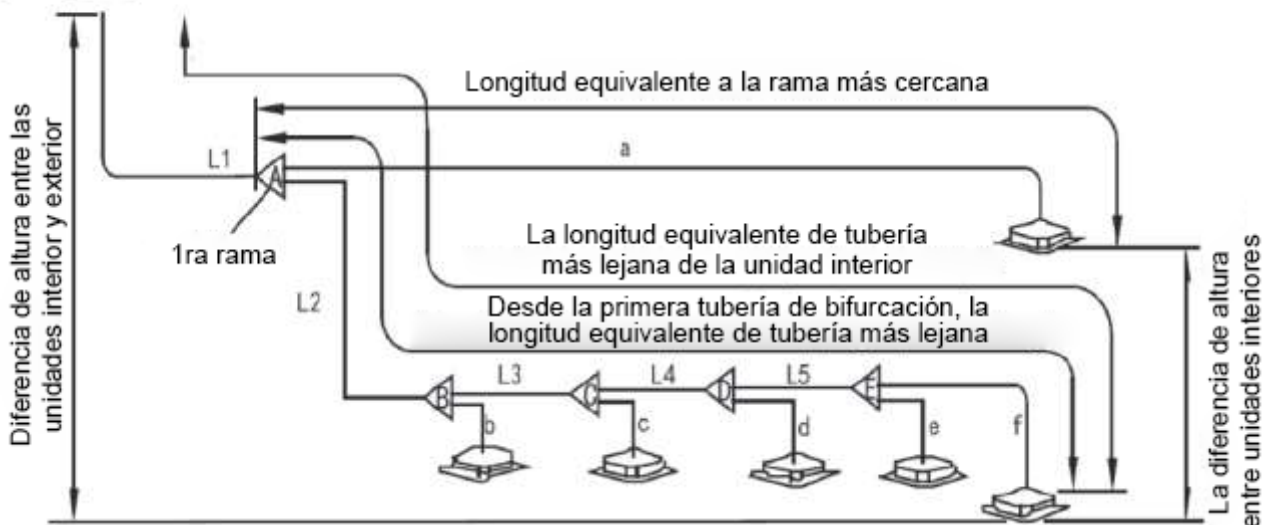 Diferencia de altura entre las
unidades interior y exterior
Longitud equivalente a la rama más cercana
L1
a
A
1ra rama
La longitud equivalente de tubería
más lejana de la unidad interior
L2
Desde la primera tubería de bifurcación, la
longitud equivalente de tubería más lejana
L3
L4
L5
B
C
D
E
b
c
d
e
f
La diferencia de altura
entre unidades interiores